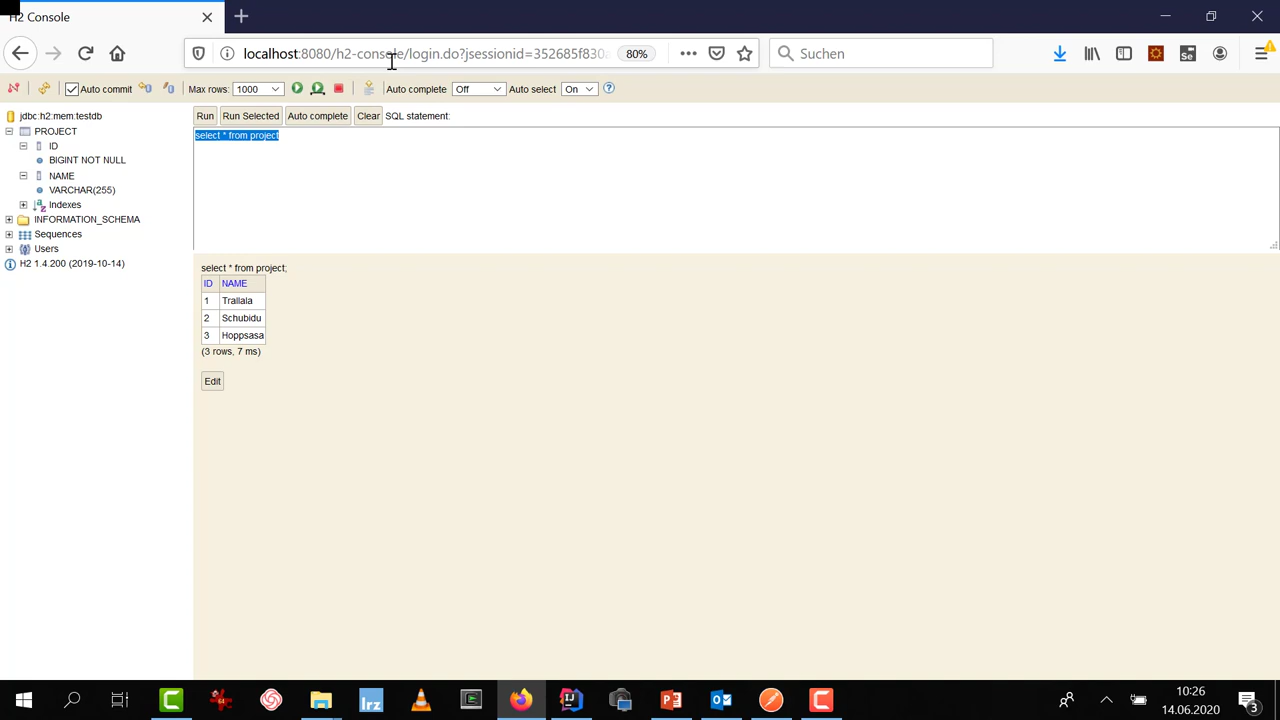 H2 Console
localhost:8080/h2-console/login.do?jsessionid=352685f830
80%
Suchen
Auto commit
Max rows: 1000
Auto complete Off
Auto select On
jdbc:h2:mem:testdb
PROJECT
ID
BIGINT NOT NULL
NAME
VARCHAR(255)
Indexes
INFORMATION_SCHEMA
Sequences
Users
H2 1.4.200 (2019-10-14)
Run Run Selected Auto complete Clear SQL statement:
select * from project
select * from project;
ID NAME
1 Trallala
2 Schubidu
3 Hoppsasa
(3 rows, 7 ms)
Edit
lrz
10:26
14.06.2020
3